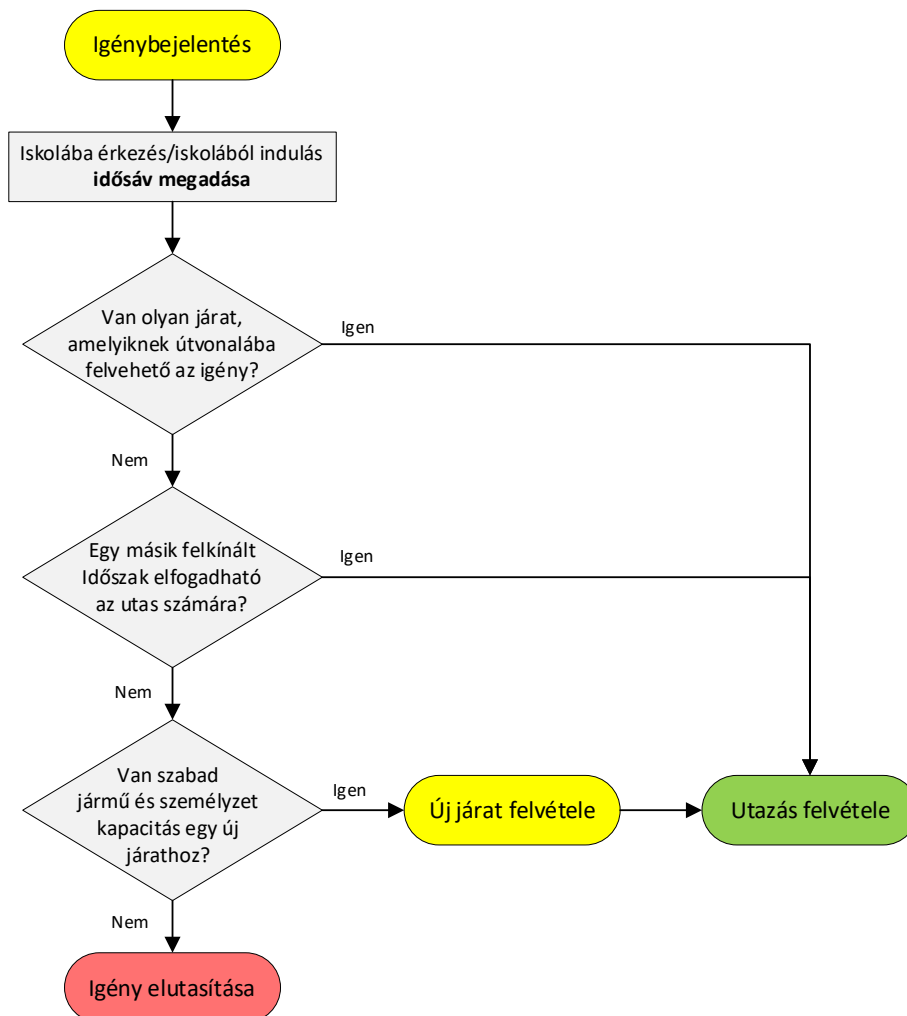 Igénybejelentés
Iskolába érkezés/iskolából indulás
idősáv megadása
Van olyan járat,
amelyiknek útvonalába
felvehető az igény?
Igen
Nem
Egy másik felkínált
Időszak elfogadható
az utas számára?
Igen
Nem
Van szabad
jármű és személyzet
kapacitás egy új
járathoz?
Igen
Új járat felvétele
Utazás felvétele
Nem
Igény elutasítása